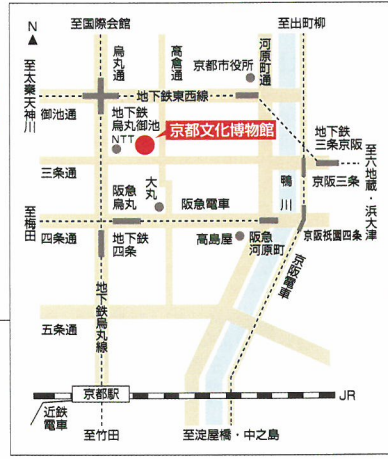 至国際会館
至出町柳
N
烏丸通
高倉通
河原町通
京都市役所
至太秦天神川
御池通
地下鉄東西線
地下鉄
烏丸御池
NTT
京都文化博物館
地下鉄
三条京阪
三条通
鴨川
京阪三条
至六地蔵・浜大津
阪急
烏丸
大丸
阪急電車
至梅田
四条通
地下鉄
四条
高島屋
阪急
河原町
京阪祇園四条
京阪電車
地下鉄烏丸線
五条通
京都駅
JR
近鉄
電車
至竹田
至淀屋橋・中之島